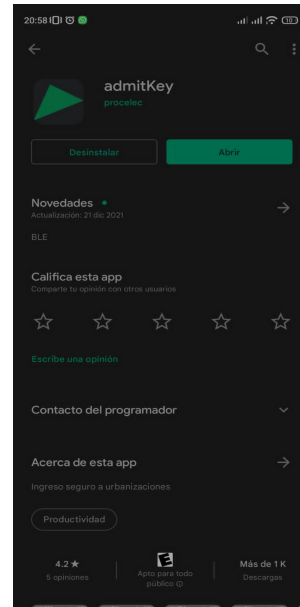 20:58
admitKey
procelec
Desinstalar
Abrir
Novedades
Actualización: 21 dic 2021
BLE
Califica esta app
Comparte tu opinión con otros usuarios
Escribe una opinión
Contacto del programador
Acerca de esta app
Ingreso seguro a urbanizaciones
Productividad
4.2 ★
5 opiniones
E
Apto para todo
público
Más de 1 K
Descargas